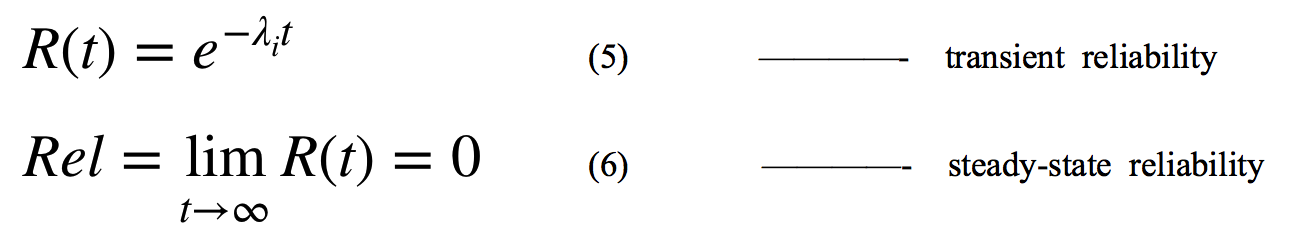 R(t) = e^{-λ_i t} (5) ———- transient reliability
Rel = lim_{t→∞} R(t) = 0 (6) ———- steady-state reliability